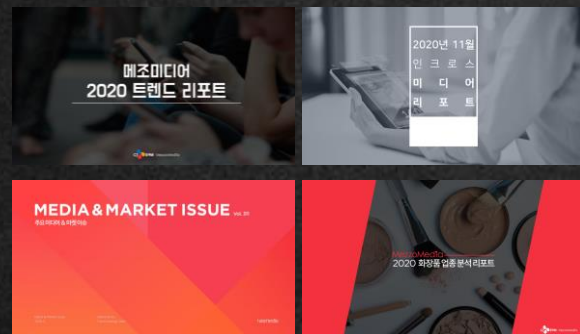 메조미디어
2020 트렌드 리포트
2020년 11월
인 크 로 스
미 디 어
리 포 트
MEDIA & MARKET ISSUE
MezzoMedia
2020 화장품 업종 분석 리포트